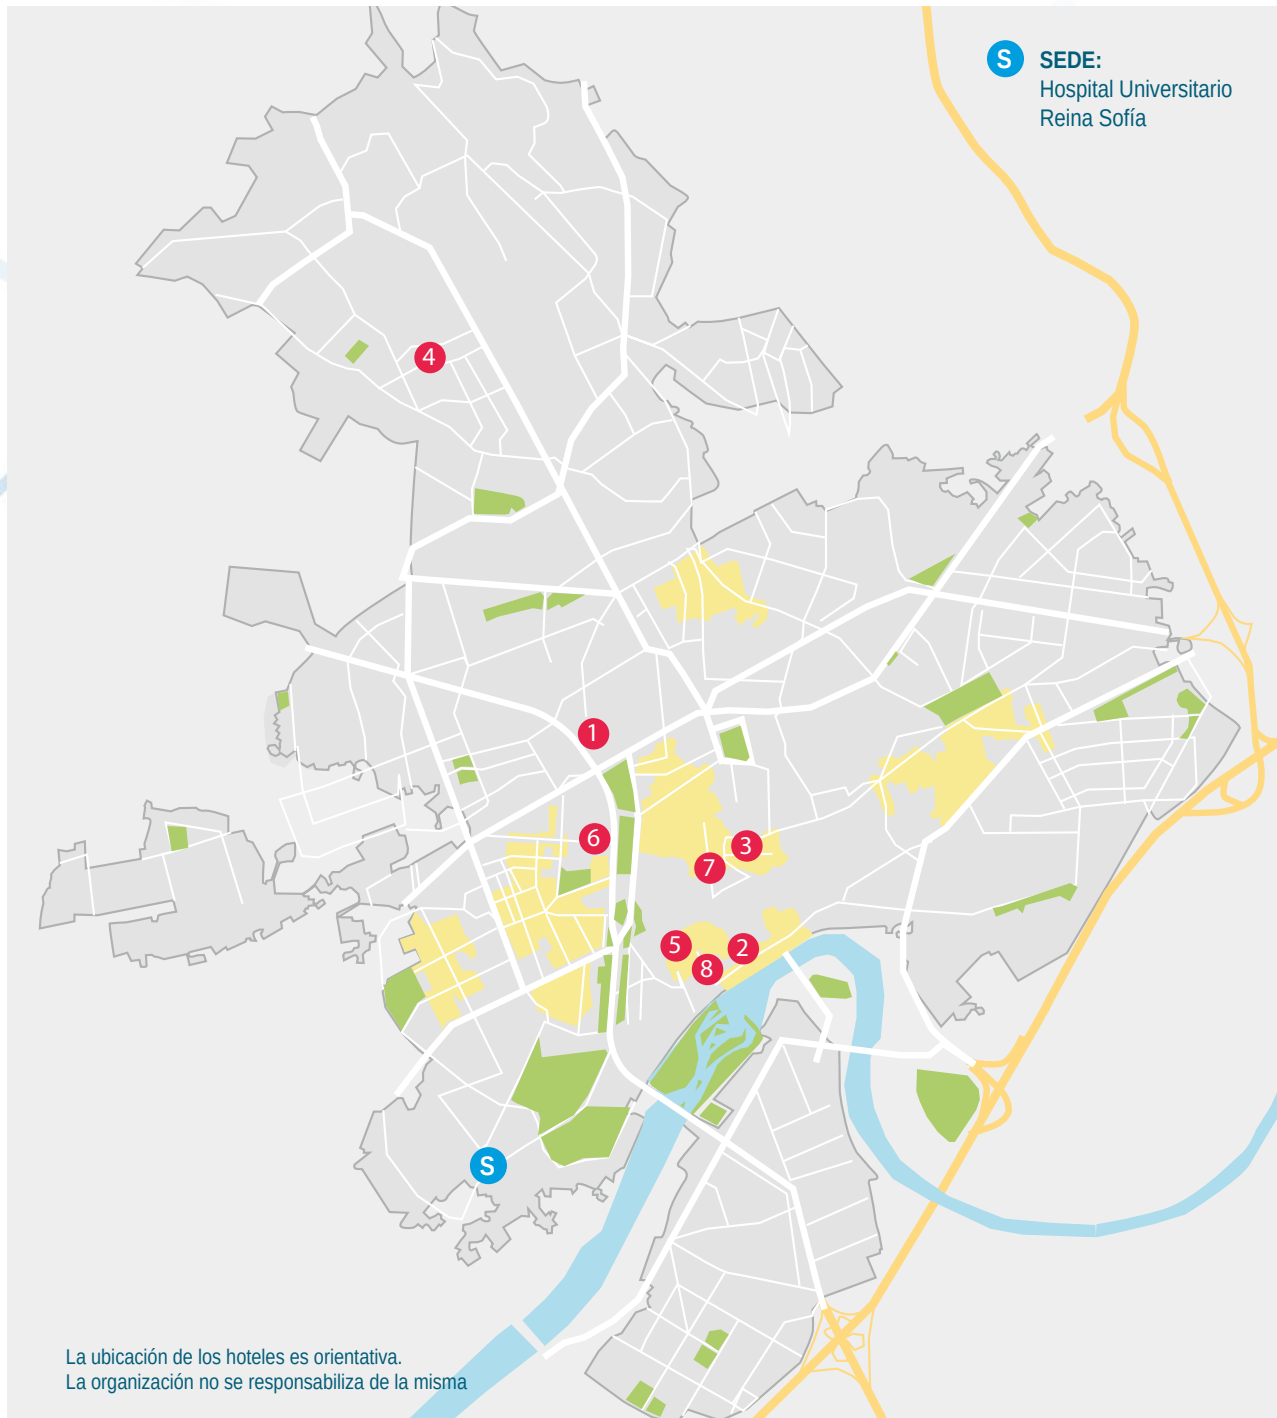 S SEDE:
Hospital Universitario
Reina Sofía
4
1
6
3
7
5
2
8
S
La ubicación de los hoteles es orientativa.
La organización no se responsabiliza de la misma